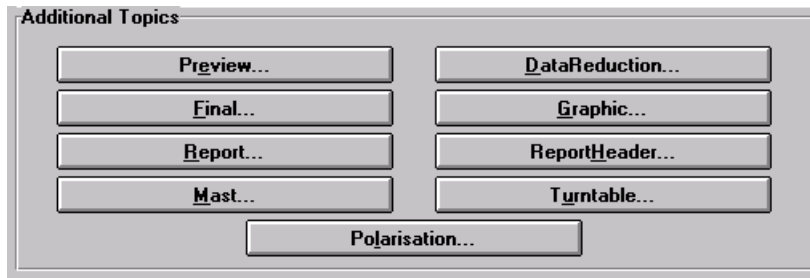 Additional Topics
Preview... DataReduction...
Final... Graphic...
Report... ReportHeader...
Mast... Turntable...
Polarisation...